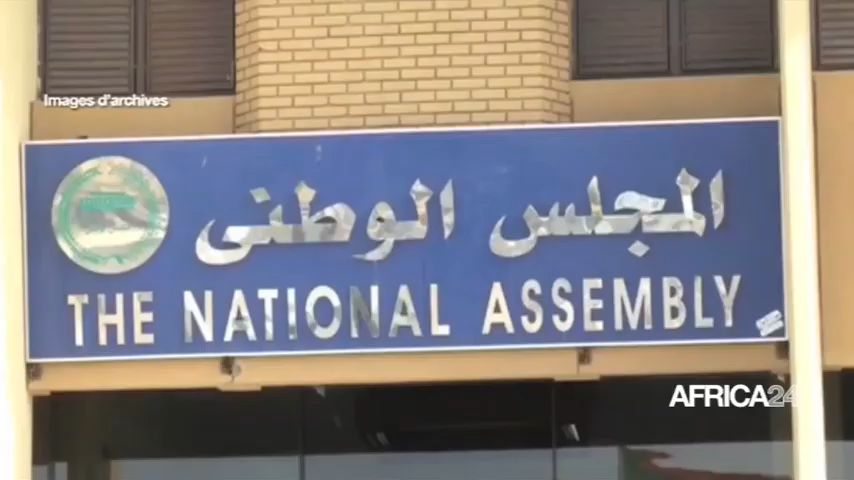 Images d'archives
المجلس الوطنى
THE NATIONAL ASSEMBLY
AFRICA24